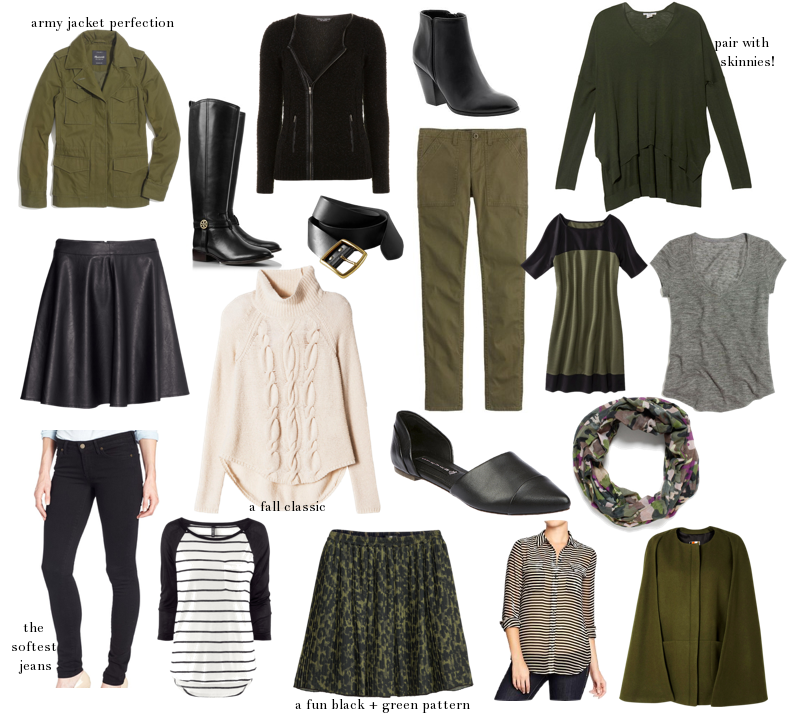 army jacket perfection
pair with
skinnies!
a fall classic
the
softest
jeans
a fun black + green pattern